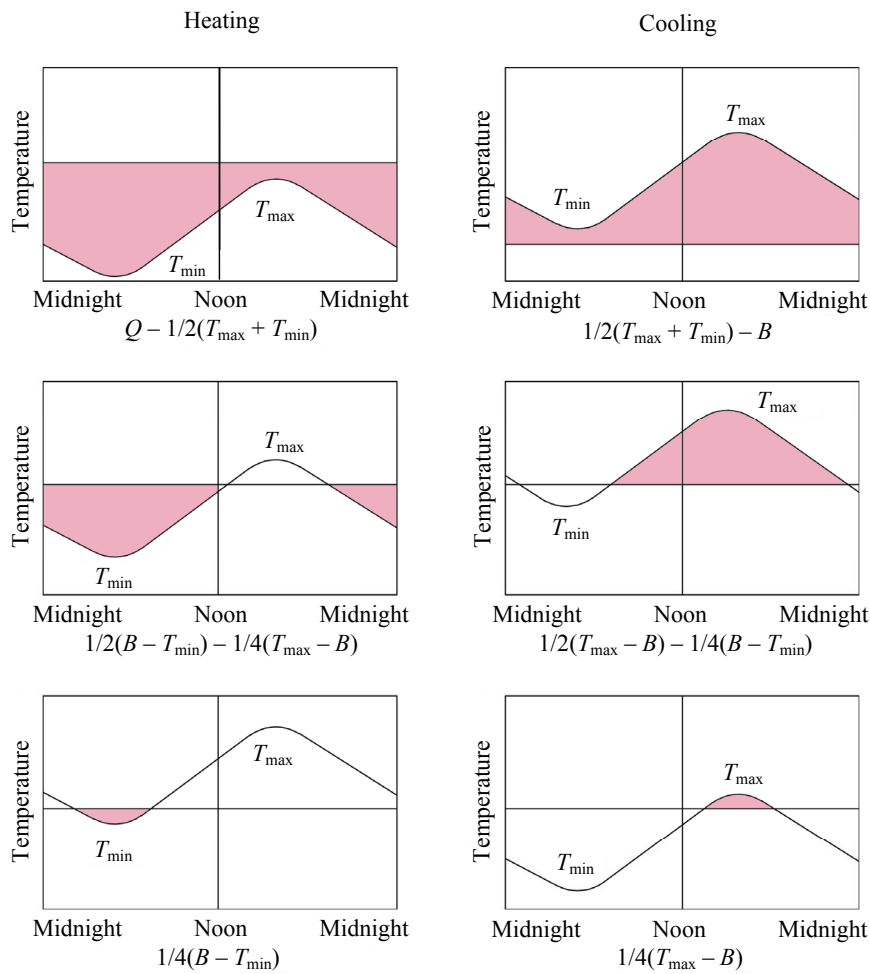 Heating
Cooling
Temperature
T_min
T_max
Midnight Noon Midnight
Q – 1/2(T_max + T_min)
Temperature
T_min
T_max
Midnight Noon Midnight
1/2(T_max + T_min) – B
Temperature
T_min
T_max
Midnight Noon Midnight
1/2(B – T_min) – 1/4(T_max – B)
Temperature
T_min
T_max
Midnight Noon Midnight
1/2(T_max – B) – 1/4(B – T_min)
Temperature
T_min
T_max
Midnight Noon Midnight
1/4(B – T_min)
Temperature
T_min
T_max
Midnight Noon Midnight
1/4(T_max – B)